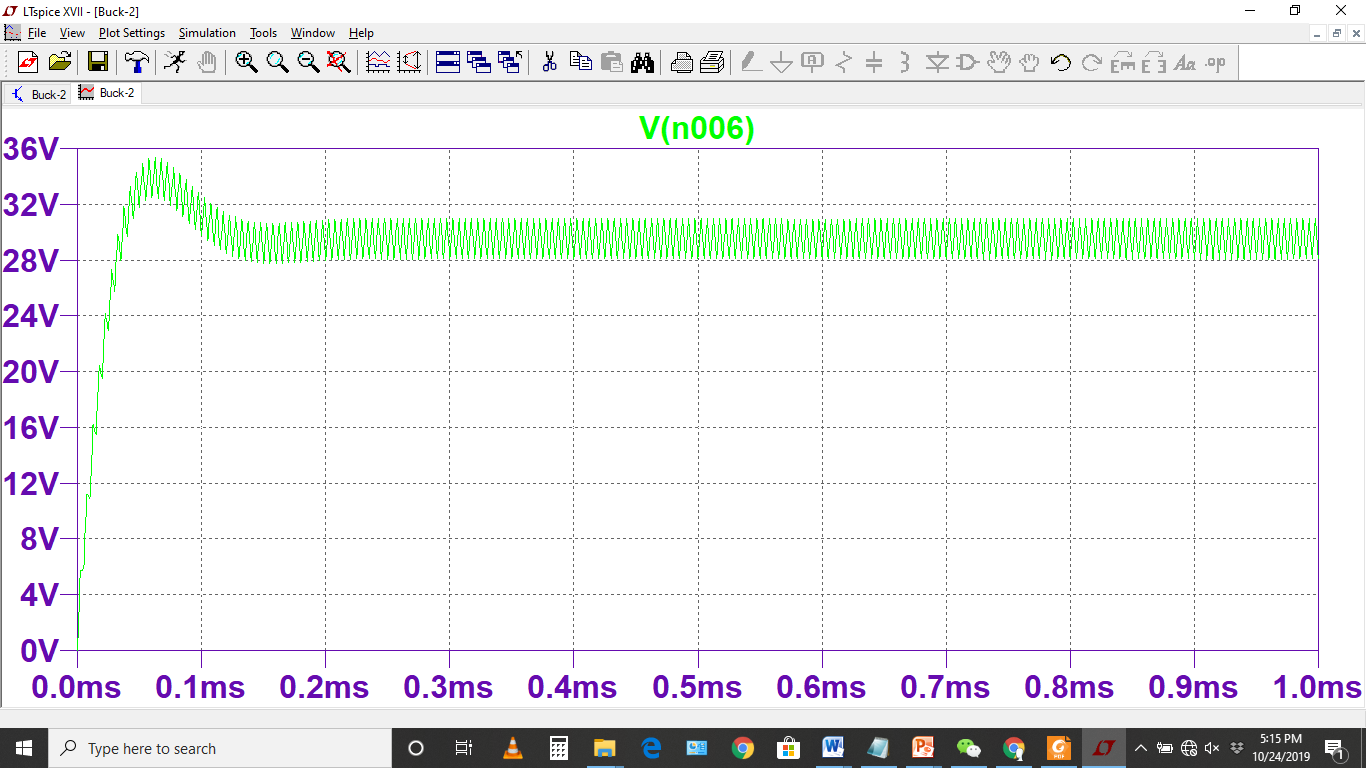 LTspice XVII - [Buck-2]
File View Plot Settings Simulation Tools Window Help
Buck-2 Buck-2
V(n006)
36V
32V
28V
24V
20V
16V
12V
8V
4V
0V
0.0ms 0.1ms 0.2ms 0.3ms 0.4ms 0.5ms 0.6ms 0.7ms 0.8ms 0.9ms 1.0ms
Type here to search
5:15 PM
10/24/2019